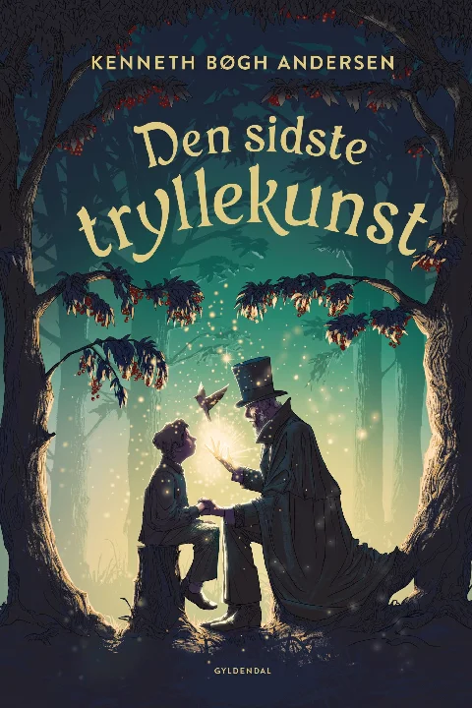 KENNETH BØGH ANDERSEN
Den sidste
tryllekunst
GYLDENDAL